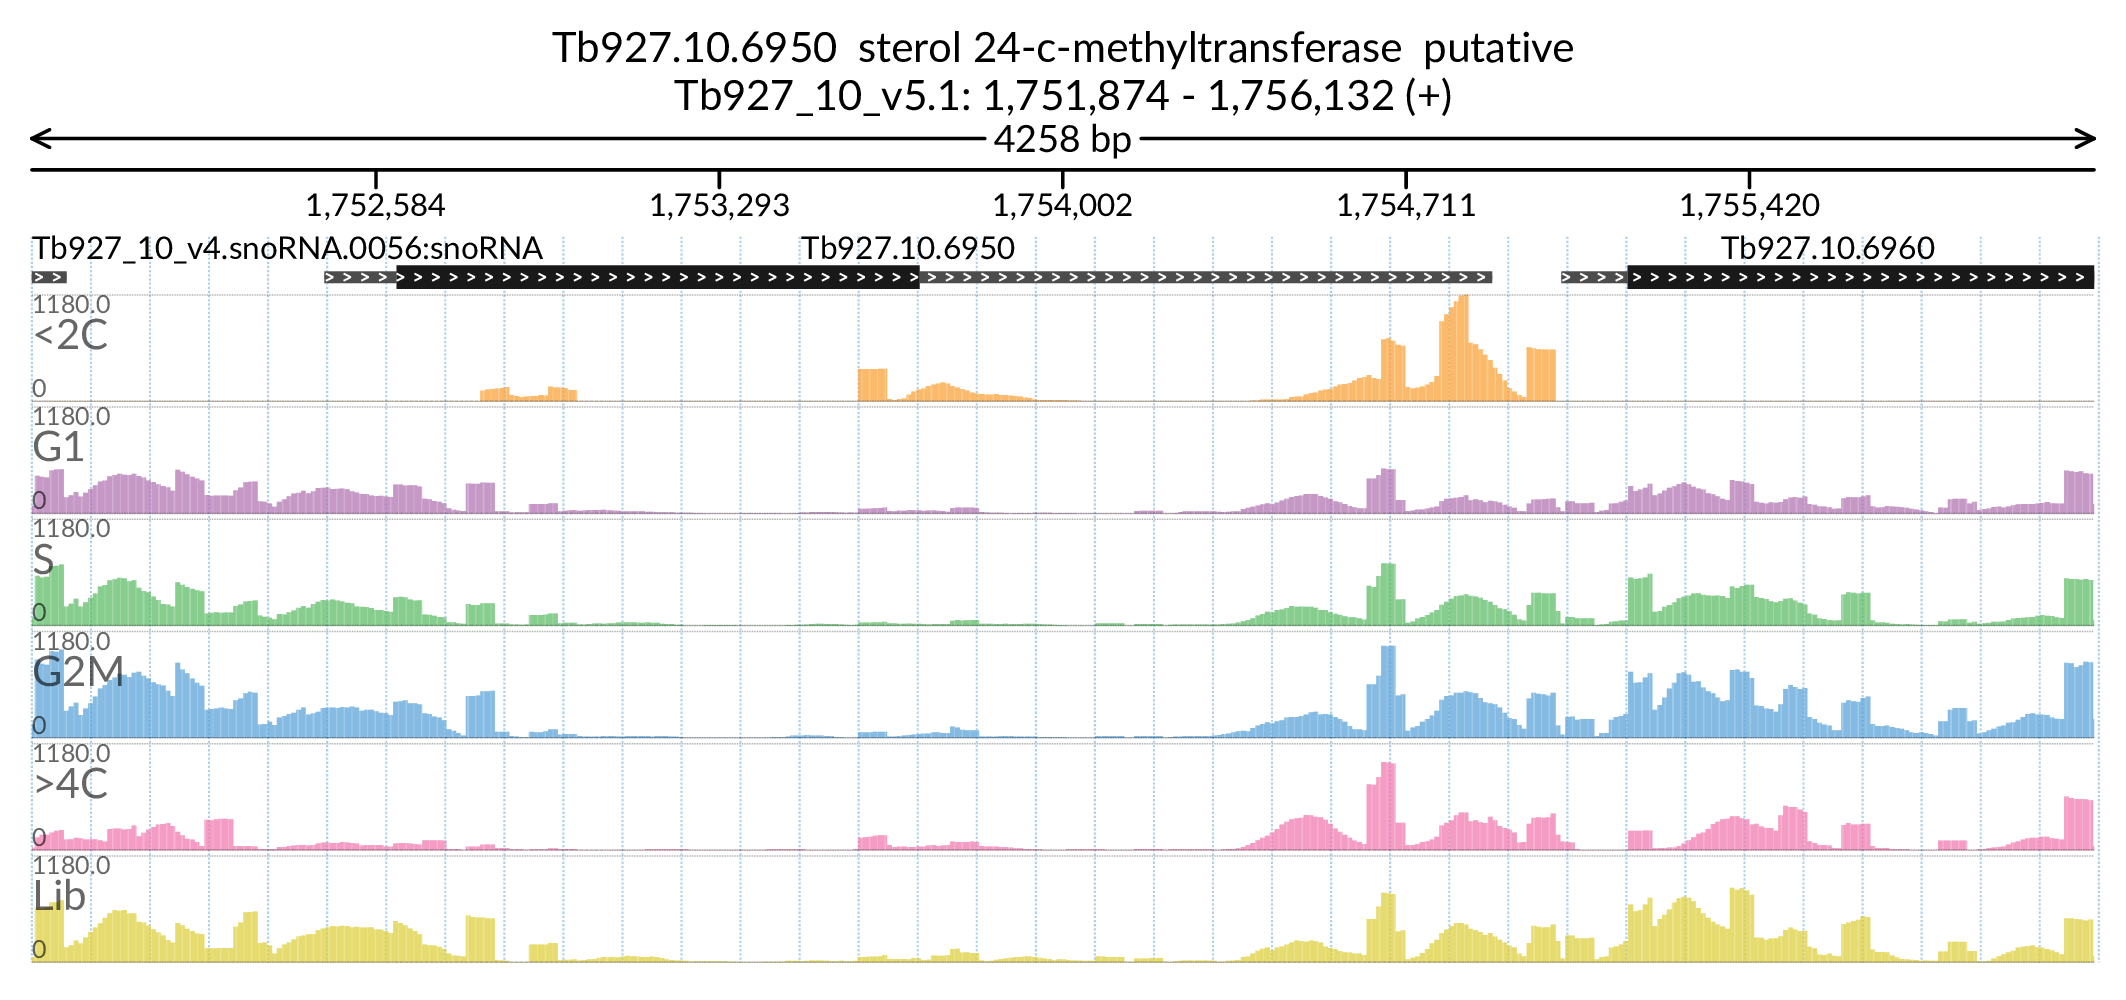 Tb927.10.6950 sterol 24-c-methyltransferase putative
Tb927_10_v5.1: 1,751,874 - 1,756,132 (+)
4258 bp
1,752,584 1,753,293 1,754,002 1,754,711 1,755,420
Tb927_10_v4.snoRNA.0056:snoRNA Tb927.10.6950 Tb927.10.6960
1180.0
<2C
0
1180.0
G1
0
1180.0
S
0
1180.0
G2M
0
1180.0
>4C
0
1180.0
Lib
0